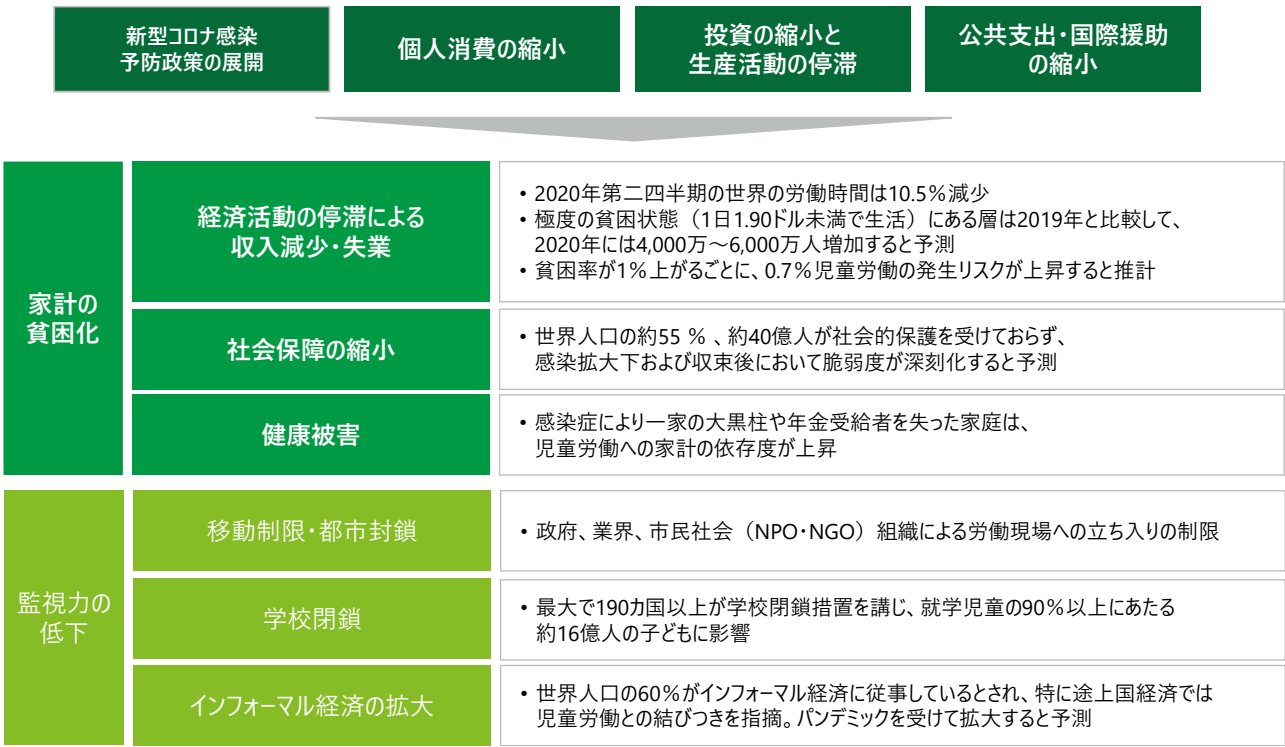 新型コロナ感染
予防政策の展開
個人消費の縮小
投資の縮小と
生産活動の停滞
公共支出・国際援助
の縮小
家計の
貧困化
経済活動の停滞による
収入減少・失業
• 2020年第二四半期の世界の労働時間は10.5%減少
• 極度の貧困状態（1日1.90ドル未満で生活）にある層は2019年と比較して、
2020年には4,000万～6,000万人増加すると予測
• 貧困率が1%上がるごとに、0.7%児童労働の発生リスクが上昇すると推計
社会保障の縮小
• 世界人口の約55 % 、約40億人が社会的保護を受けておらず、
感染拡大下および収束後において脆弱度が深刻化すると予測
健康被害
• 感染症により一家の大黒柱や年金受給者を失った家庭は、
児童労働への家計の依存度が上昇
監視力の
低下
移動制限・都市封鎖
• 政府、業界、市民社会（NPO・NGO）組織による労働現場への立ち入りの制限
学校閉鎖
• 最大で190カ国以上が学校閉鎖措置を講じ、就学児童の90%以上にあたる
約16億人の子どもに影響
インフォーマル経済の拡大
• 世界人口の60%がインフォーマル経済に従事しているとされ、特に途上国経済では
児童労働との結びつきを指摘。パンデミックを受けて拡大すると予測